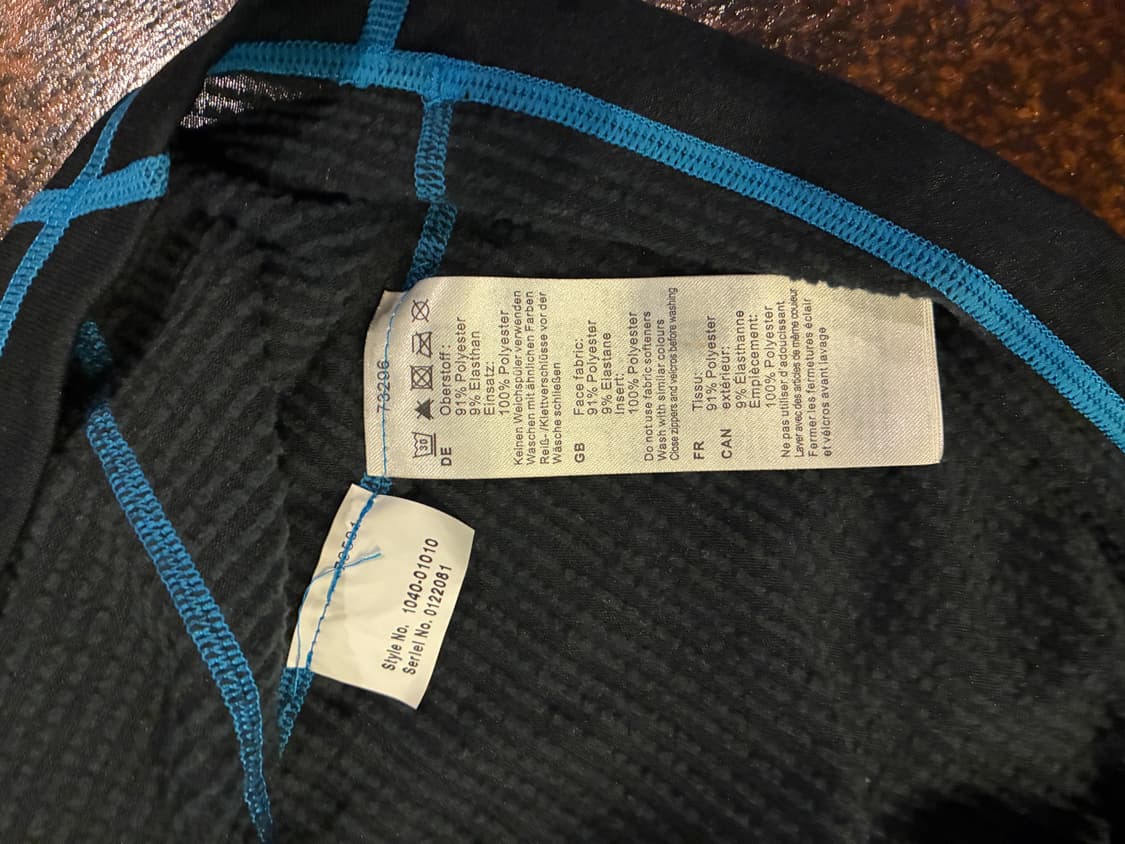 73296
30
DE
Oberstoff:
91% Polyester
9% Elasthan
Einsatz:
100% Polyester
Keinen Weichspüler verwenden
Waschen mit ähnlichen Farben
Reiß-/Klettverschlüsse vor der
Wäsche schließen
GB
Face fabric:
91% Polyester
9% Elastane
Insert:
100% Polyester
Do not use fabric softeners
Wash with similar colours
Close zippers and velcros before washing
FR
Tissu:
91% Polyester
CAN
extérieur:
9% Elasthanne
Emplècement:
100% Polyester
Ne pas utiliser d'adoucissant
Laver avec des articles de même couleur
Fermer les fermetures éclair
et velcros avant lavage
Style No. 1040-01010
Seriel No. 0122081